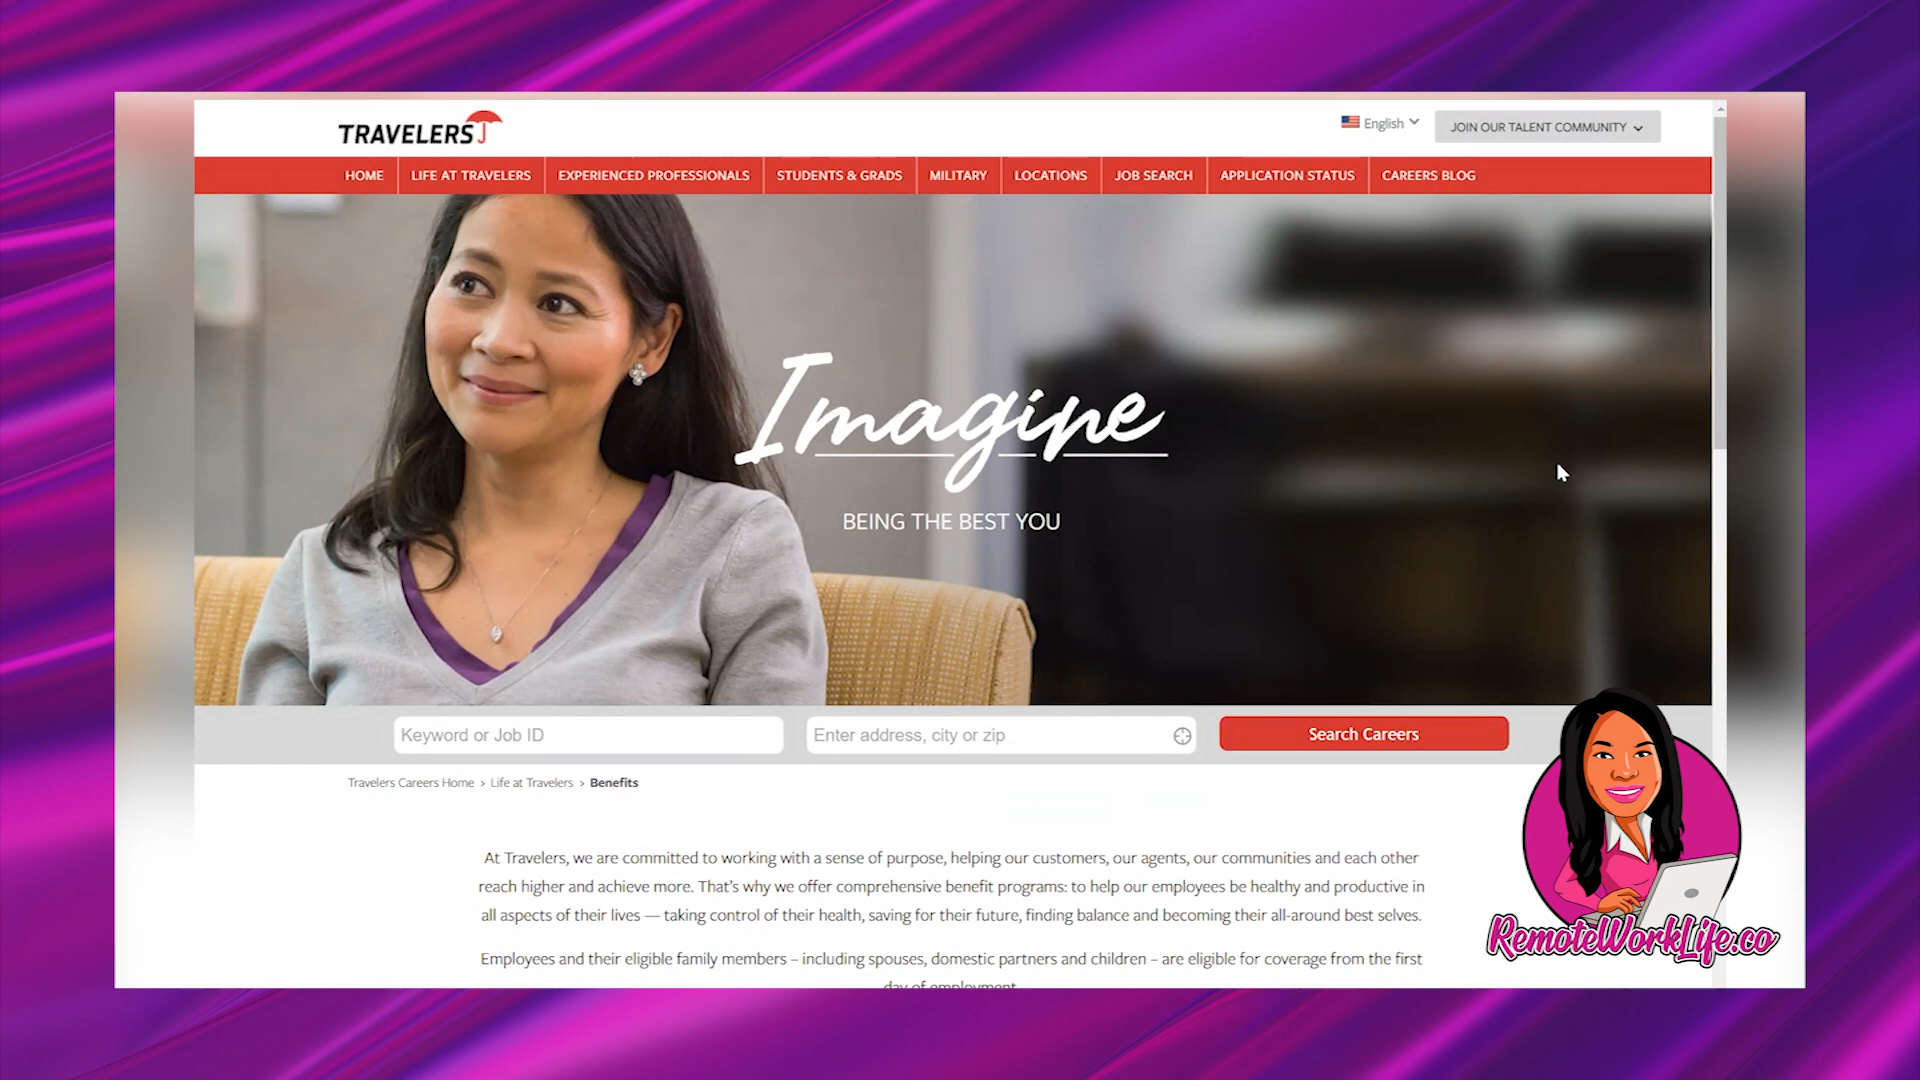 TRAVELERS
English
JOIN OUR TALENT COMMUNITY
HOME
LIFE AT TRAVELERS
EXPERIENCED PROFESSIONALS
STUDENTS & GRADS
MILITARY
LOCATIONS
JOB SEARCH
APPLICATION STATUS
CAREERS BLOG
Imagine
BEING THE BEST YOU
Keyword or Job ID
Enter address, city or zip
Search Careers
Travelers Careers Home > Life at Travelers > Benefits
At Travelers, we are committed to working with a sense of purpose, helping our customers, our agents, our communities and each other
reach higher and achieve more. That's why we offer comprehensive benefit programs: to help our employees be healthy and productive in
all aspects of their lives — taking control of their health, saving for their future, finding balance and becoming their all-around best selves.
Employees and their eligible family members – including spouses, domestic partners and children – are eligible for coverage from the first
day of employment.
RemoteWorkLife.co